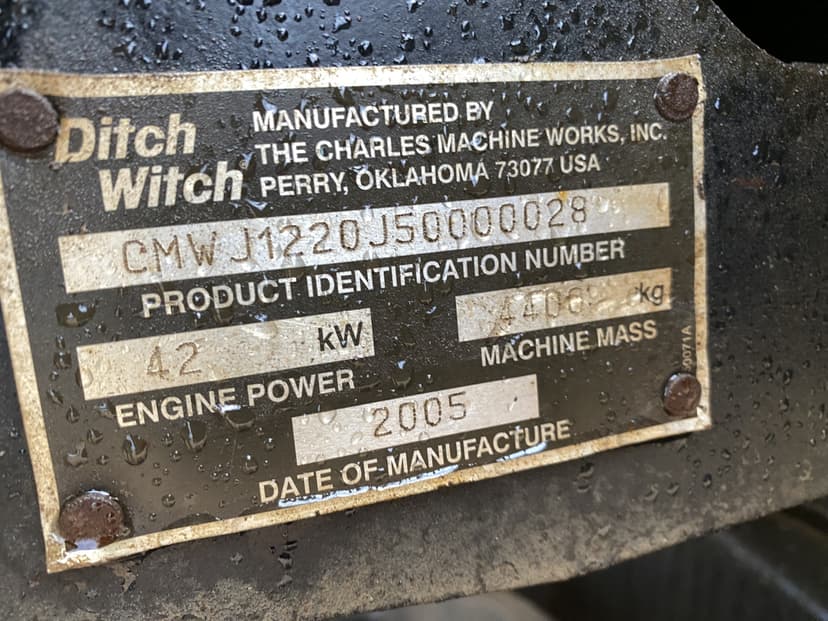 Ditch Witch®
MANUFACTURED BY
THE CHARLES MACHINE WORKS, INC.
PERRY, OKLAHOMA 73077 USA
CMWJ1220J50000028
PRODUCT IDENTIFICATION NUMBER
42 kW
ENGINE POWER
kg
MACHINE MASS
2005
DATE OF MANUFACTURE